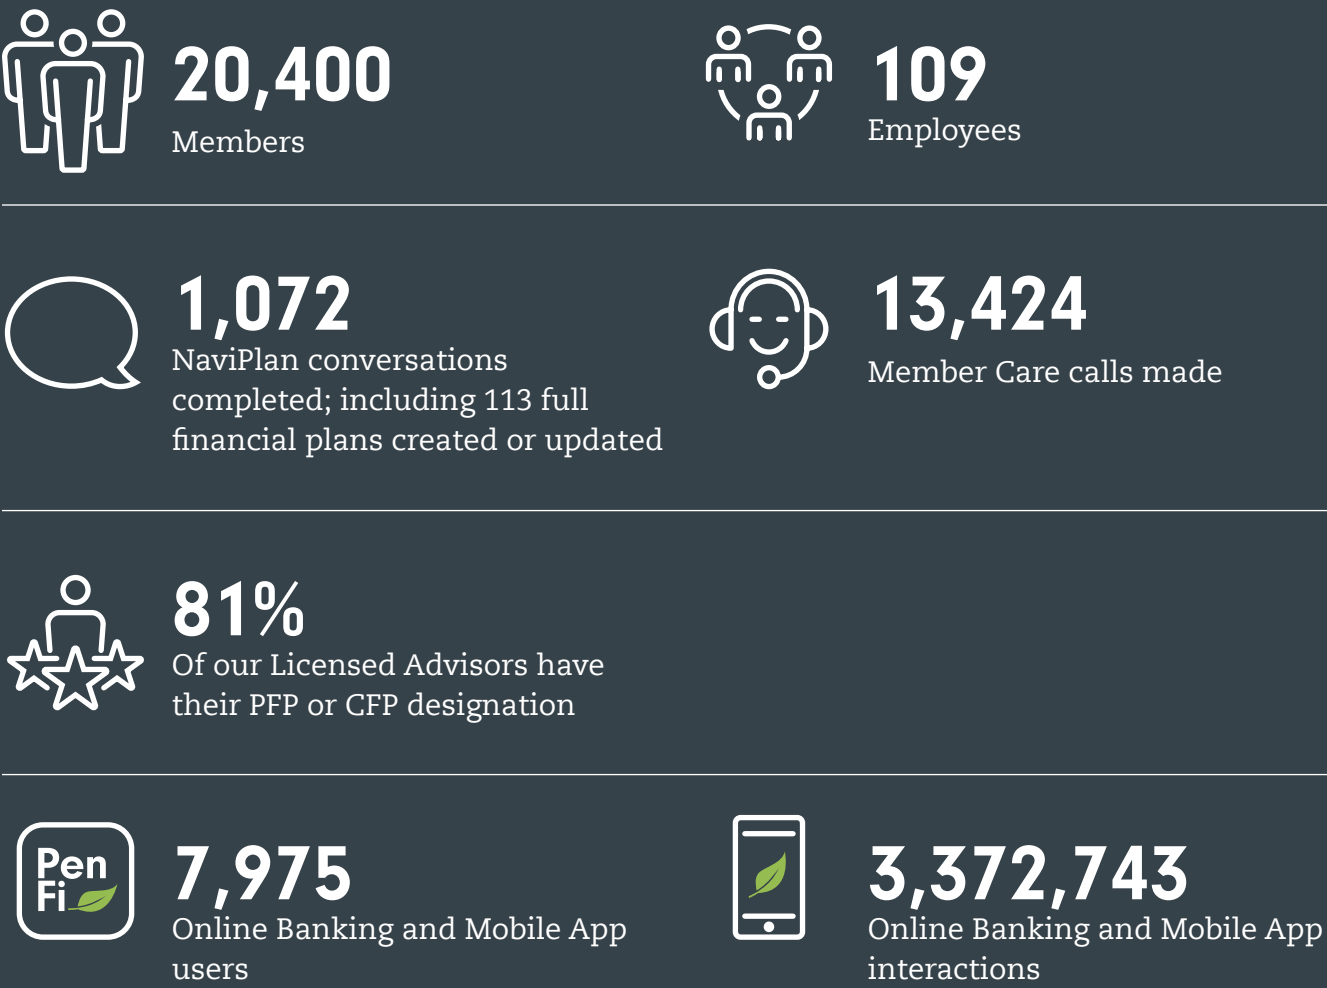 20,400
Members
109
Employees
1,072
NaviPlan conversations
completed; including 113 full
financial plans created or updated
13,424
Member Care calls made
81%
Of our Licensed Advisors have
their PFP or CFP designation
Pen
Fi
7,975
Online Banking and Mobile App
users
3,372,743
Online Banking and Mobile App
interactions